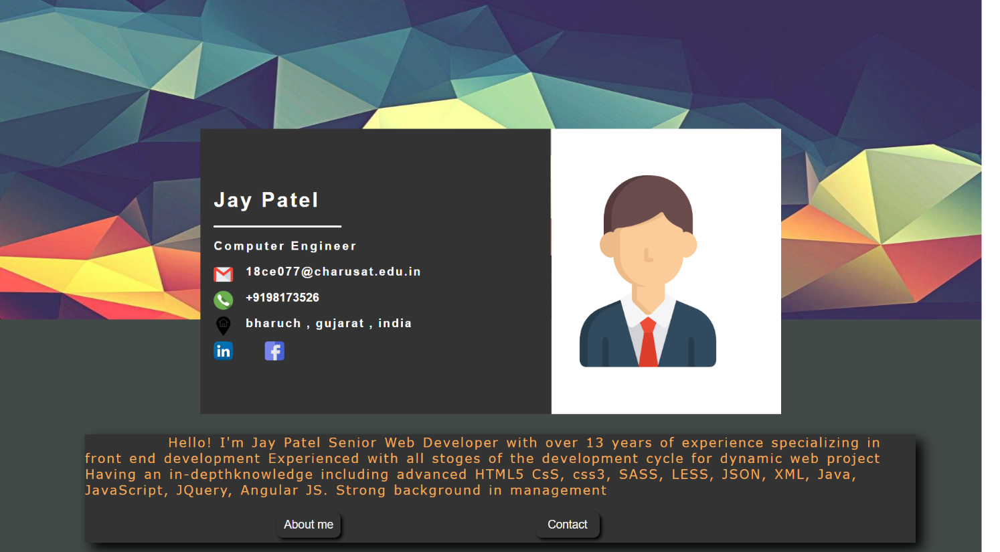 Jay Patel
Computer Engineer
18ce077@charusat.edu.in
+9198173526
bharuch , gujarat , india
in f
Hello! I'm Jay Patel Senior Web Developer with over 13 years of experience specializing in
front end development Experienced with all stoges of the development cycle for dynamic web project
Having an in-depthknowledge including advanced HTML5 CsS, css3, SASS, LESS, JSON, XML, Java,
JavaScript, JQuery, Angular JS. Strong background in management
About me Contact